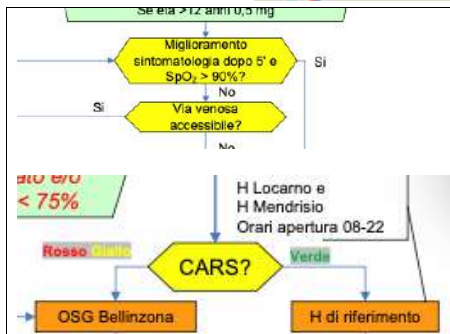 Se età >12 anni 0,5 mg
Miglioramento
sintomatologia dopo 5' e
SpO₂ > 90%?
Si
No
Si
Via venosa
accessibile?
No
ato e/o
< 75%
H Locarno e
H Mendrisio
Orari apertura 08-22
Rosso Giallo
Verde
CARS?
OSG Bellinzona
H di riferimento